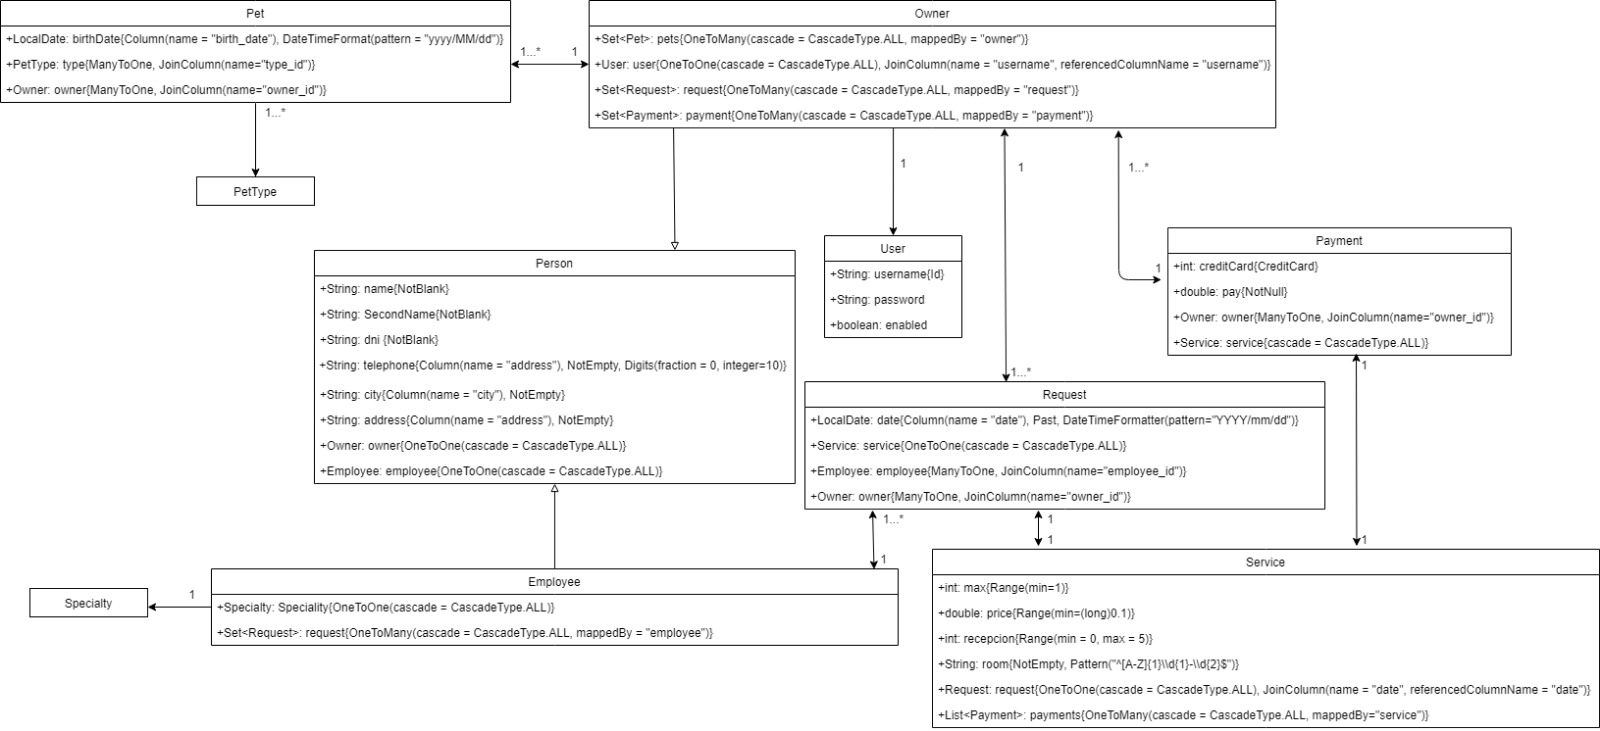 Pet
+LocalDate: birthDate{Column(name = "birth_date"), DateTimeFormat(pattern = "yyyy/MM/dd")}
+PetType: type{ManyToOne, JoinColumn(name="type_id")}
+Owner: owner{ManyToOne, JoinColumn(name="owner_id")}
1...*
1
Owner
+Set<Pet>: pets{OneToMany(cascade = CascadeType.ALL, mappedBy = "owner")}
+User: user{OneToOne(cascade = CascadeType.ALL), JoinColumn(name = "username", referencedColumnName = "username")}
+Set<Request>: request{OneToMany(cascade = CascadeType.ALL, mappedBy = "request")}
+Set<Payment>: payment{OneToMany(cascade = CascadeType.ALL, mappedBy = "payment")}
1...*
PetType
1
1
1...*
User
+String: username{Id}
+String: password
+boolean: enabled
Payment
+int: creditCard{CreditCard}
+double: pay{NotNull}
+Owner: owner{ManyToOne, JoinColumn(name="owner_id")}
+Service: service{cascade = CascadeType.ALL)}
1
1
Person
+String: name{NotBlank}
+String: SecondName{NotBlank}
+String: dni {NotBlank}
+String: telephone{Column(name = "address"), NotEmpty, Digits(fraction = 0, integer=10)}
+String: city{Column(name = "city"), NotEmpty}
+String: address{Column(name = "address"), NotEmpty}
+Owner: owner{OneToOne(cascade = CascadeType.ALL)}
+Employee: employee{OneToOne(cascade = CascadeType.ALL)}
1...*
Request
+LocalDate: date{Column(name = "date"), Past, DateTimeFormatter(pattern="YYYY/mm/dd")}
+Service: service{OneToOne(cascade = CascadeType.ALL)}
+Employee: employee{ManyToOne, JoinColumn(name="employee_id")}
+Owner: owner{ManyToOne, JoinColumn(name="owner_id")}
1...*
1
1
1
1
Specialty
1
Employee
+Specialty: Speciality{OneToOne(cascade = CascadeType.ALL)}
+Set<Request>: request{OneToMany(cascade = CascadeType.ALL, mappedBy = "employee")}
Service
+int: max{Range(min=1)}
+double: price{Range(min=(long)0.1)}
+int: recepcion{Range(min = 0, max = 5)}
+String: room{NotEmpty, Pattern("^[A-Z]{1}\\d{1}-\\d{2}$")}
+Request: request{OneToOne(cascade = CascadeType.ALL), JoinColumn(name = "date", referencedColumnName = "date")}
+List<Payment>: payments{OneToMany(cascade = CascadeType.ALL, mappedBy="service")}